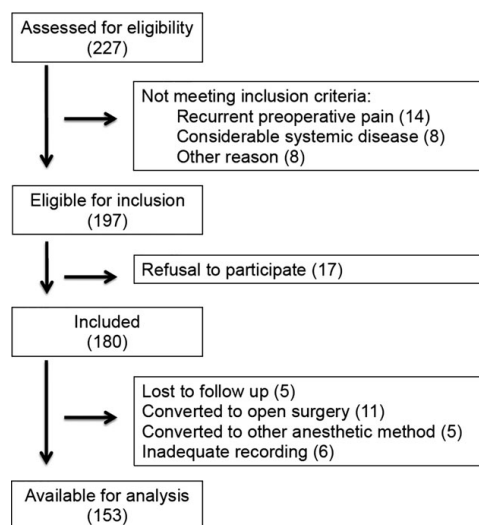 Assessed for eligibility
(227)
Not meeting inclusion criteria:
Recurrent preoperative pain (14)
Considerable systemic disease (8)
Other reason (8)
Eligible for inclusion
(197)
Refusal to participate (17)
Included
(180)
Lost to follow up (5)
Converted to open surgery (11)
Converted to other anesthetic method (5)
Inadequate recording (6)
Available for analysis
(153)